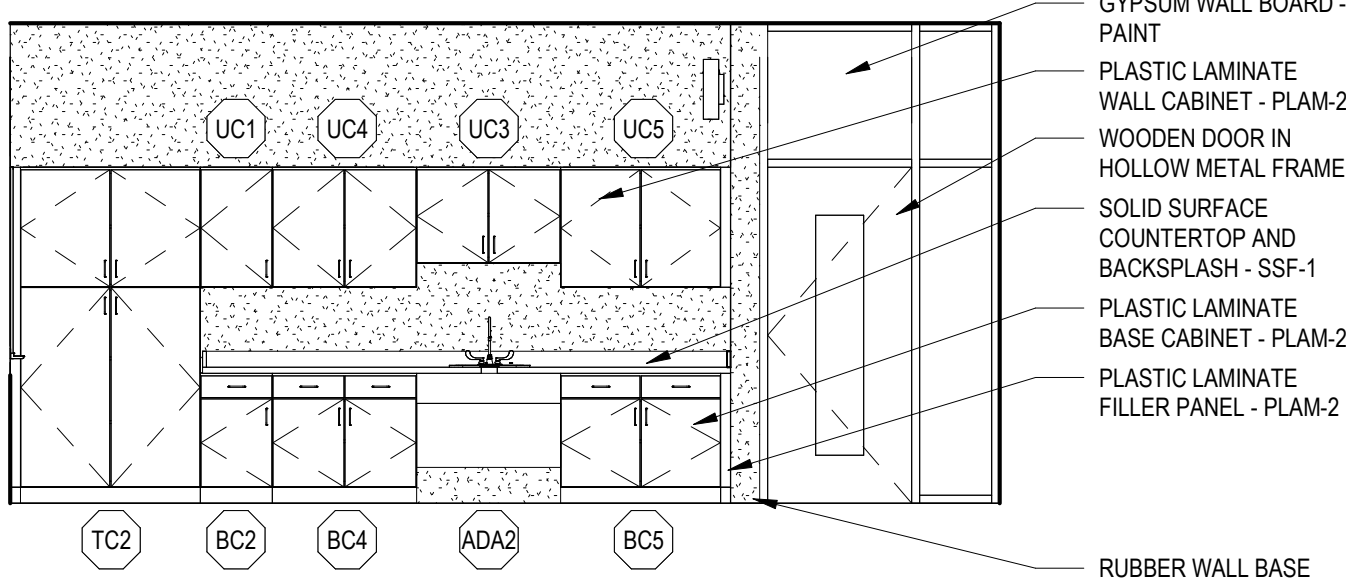 GYPSUM WALL BOARD -
PAINT
PLASTIC LAMINATE
WALL CABINET - PLAM-2
WOODEN DOOR IN
HOLLOW METAL FRAME
SOLID SURFACE
COUNTERTOP AND
BACKSPLASH - SSF-1
PLASTIC LAMINATE
BASE CABINET - PLAM-2
PLASTIC LAMINATE
FILLER PANEL - PLAM-2
RUBBER WALL BASE
UC1
UC4
UC3
UC5
TC2
BC2
BC4
ADA2
BC5